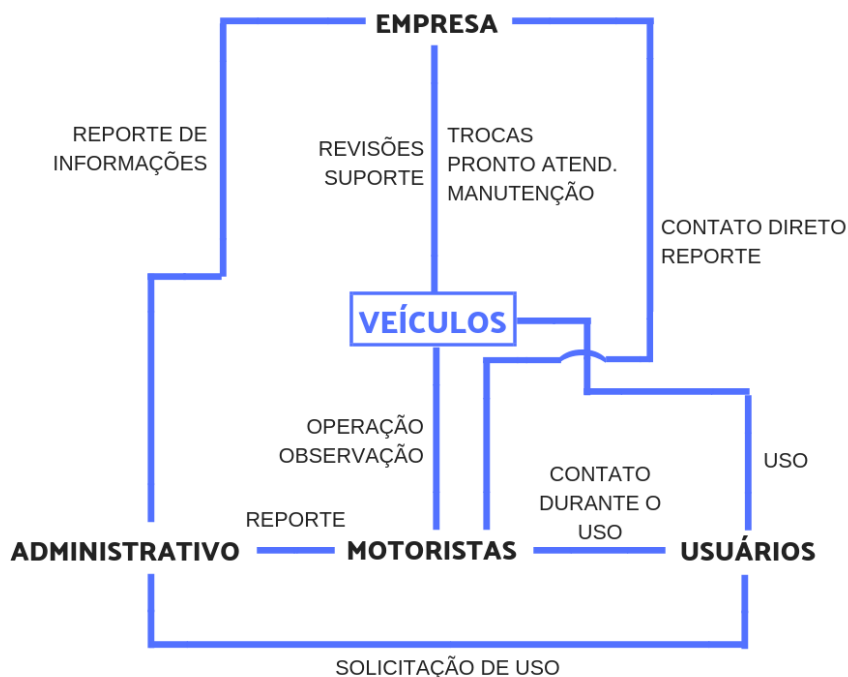 EMPRESA
REPORTE DE
INFORMAÇÕES
REVISÕES
SUPORTE
TROCAS
PRONTO ATEND.
MANUTENÇÃO
CONTATO DIRETO
REPORTE
VEÍCULOS
OPERAÇÃO
OBSERVAÇÃO
USO
CONTATO
DURANTE O
USO
REPORTE
ADMINISTRATIVO
MOTORISTAS
USUÁRIOS
SOLICITAÇÃO DE USO